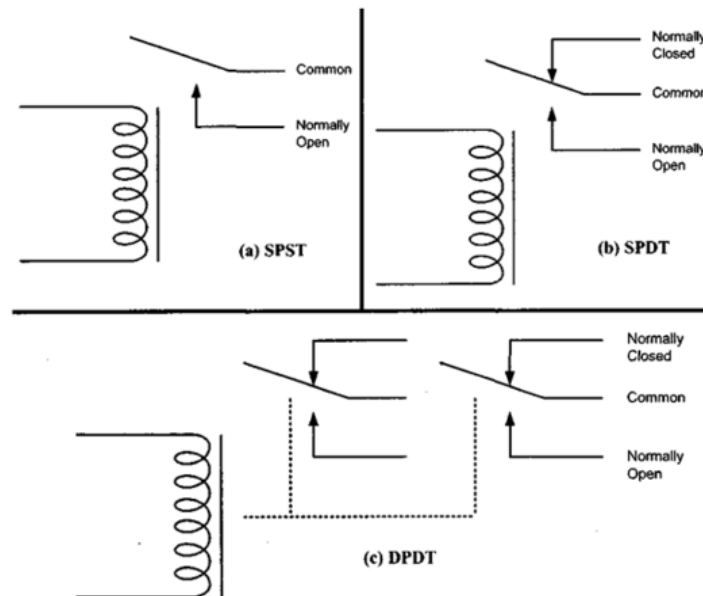 Common
Normally
Open
(a) SPST
Normally
Closed
Common
Normally
Open
(b) SPDT
Normally
Closed
Common
Normally
Open
(c) DPDT